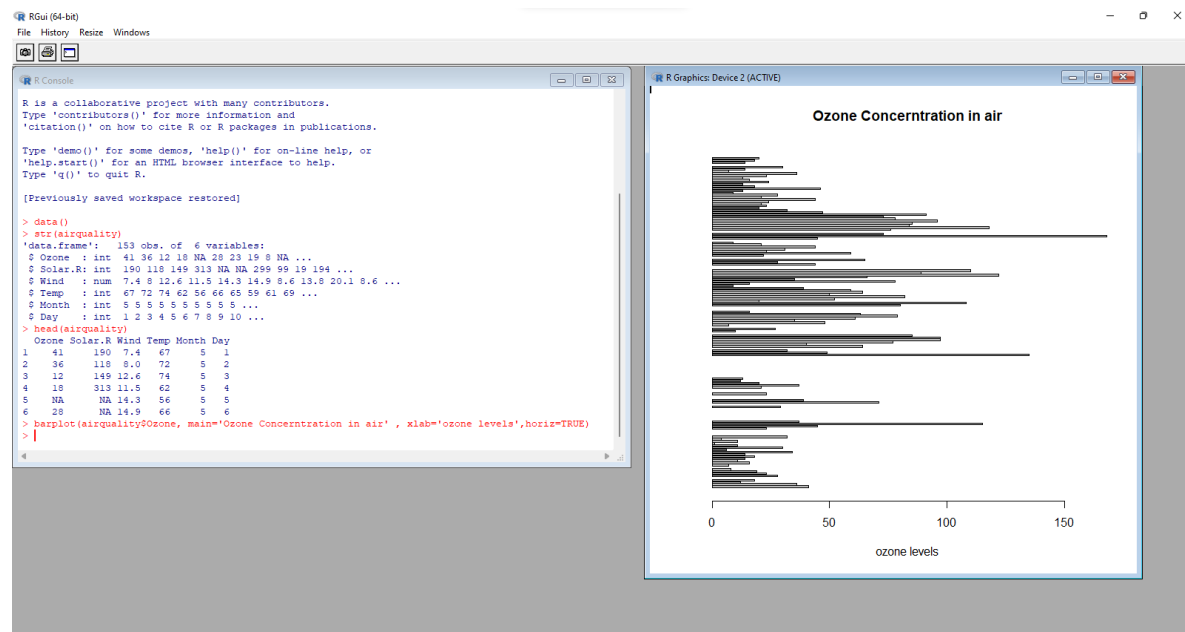 RGui (64-bit)
File History Resize Windows
R Console
R is a collaborative project with many contributors.
Type 'contributors()' for more information and
'citation()' on how to cite R or R packages in publications.
Type 'demo()' for some demos, 'help()' for on-line help, or
'help.start()' for an HTML browser interface to help.
Type 'q()' to quit R.
[Previously saved workspace restored]
> data()
> str(airquality)
'data.frame':   153 obs. of  6 variables:
 $ Ozone  : int  41 36 12 18 NA 28 23 19 8 NA ...
 $ Solar.R: int  190 118 149 313 NA NA 299 99 19 194 ...
 $ Wind   : num  7.4 8 12.6 11.5 14.3 14.9 8.6 13.8 20.1 8.6 ...
 $ Temp   : int  67 72 74 62 56 66 65 59 61 69 ...
 $ Month  : int  5 5 5 5 5 5 5 5 5 5 ...
 $ Day    : int  1 2 3 4 5 6 7 8 9 10 ...
> head(airquality)
  Ozone Solar.R Wind Temp Month Day
1    41     190  7.4   67     5   1
2    36     118  8.0   72     5   2
3    12     149 12.6   74     5   3
4    18     313 11.5   62     5   4
5    NA      NA 14.3   56     5   5
6    28      NA 14.9   66     5   6
> barplot(airquality$Ozone, main='Ozone Concerntration in air' , xlab='ozone levels',horiz=TRUE)
>
R Graphics: Device 2 (ACTIVE)
Ozone Concerntration in air
0 50 100 150
ozone levels